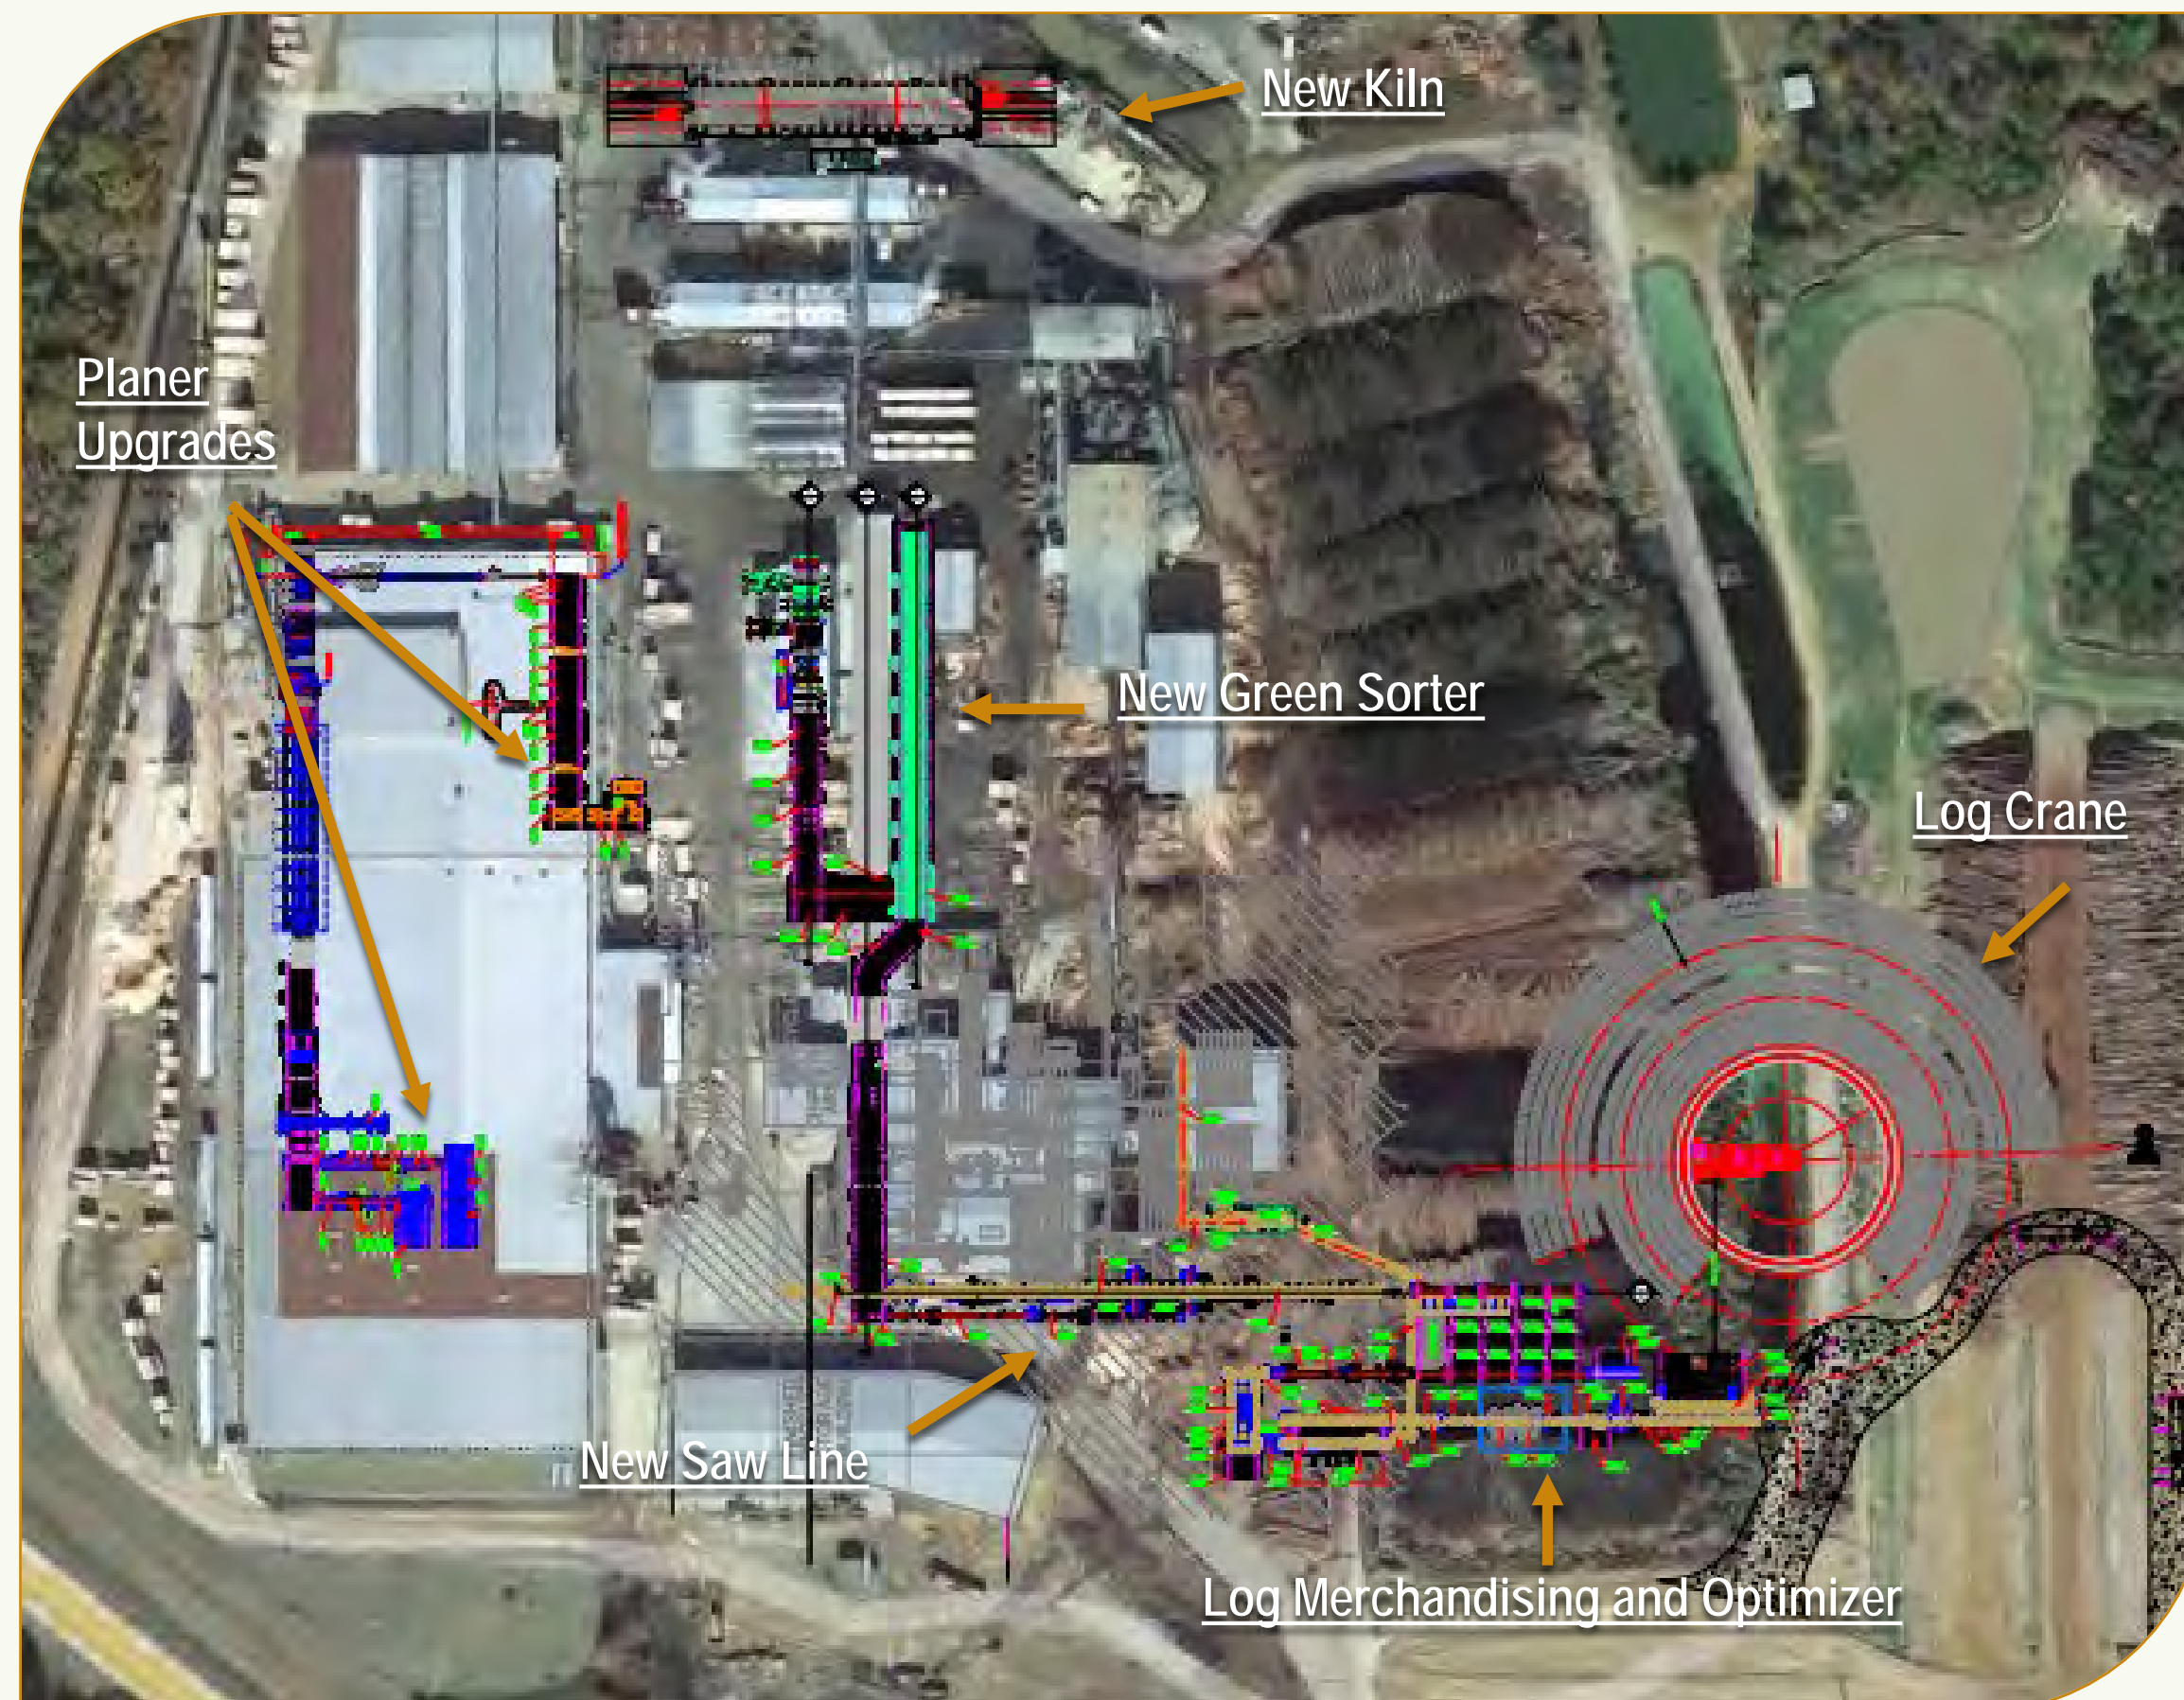 New Kiln
Planer
Upgrades
New Green Sorter
Log Crane
New Saw Line
Log Merchandising and Optimizer